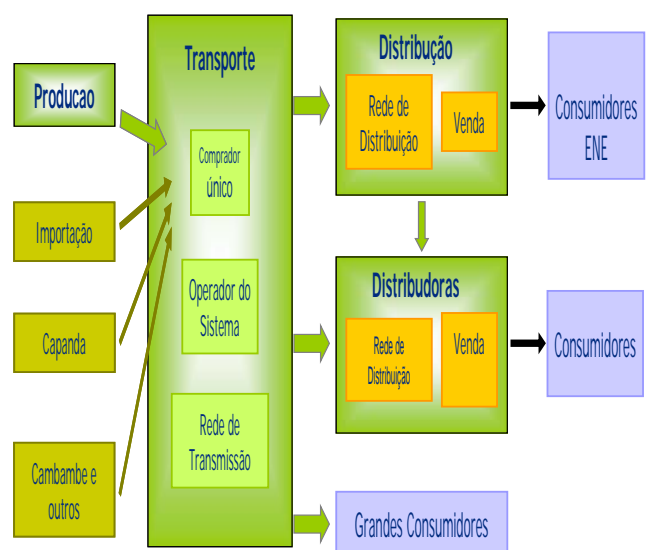 Producao
Importação
Capanda
Cambambe e
outros
Transporte
Comprador
único
Operador do
Sistema
Rede de
Transmissão
Distribução
Rede de
Distribuição
Venda
Consumidores
ENE
Distribudoras
Rede de
Distribuição
Venda
Consumidores
Grandes Consumidores